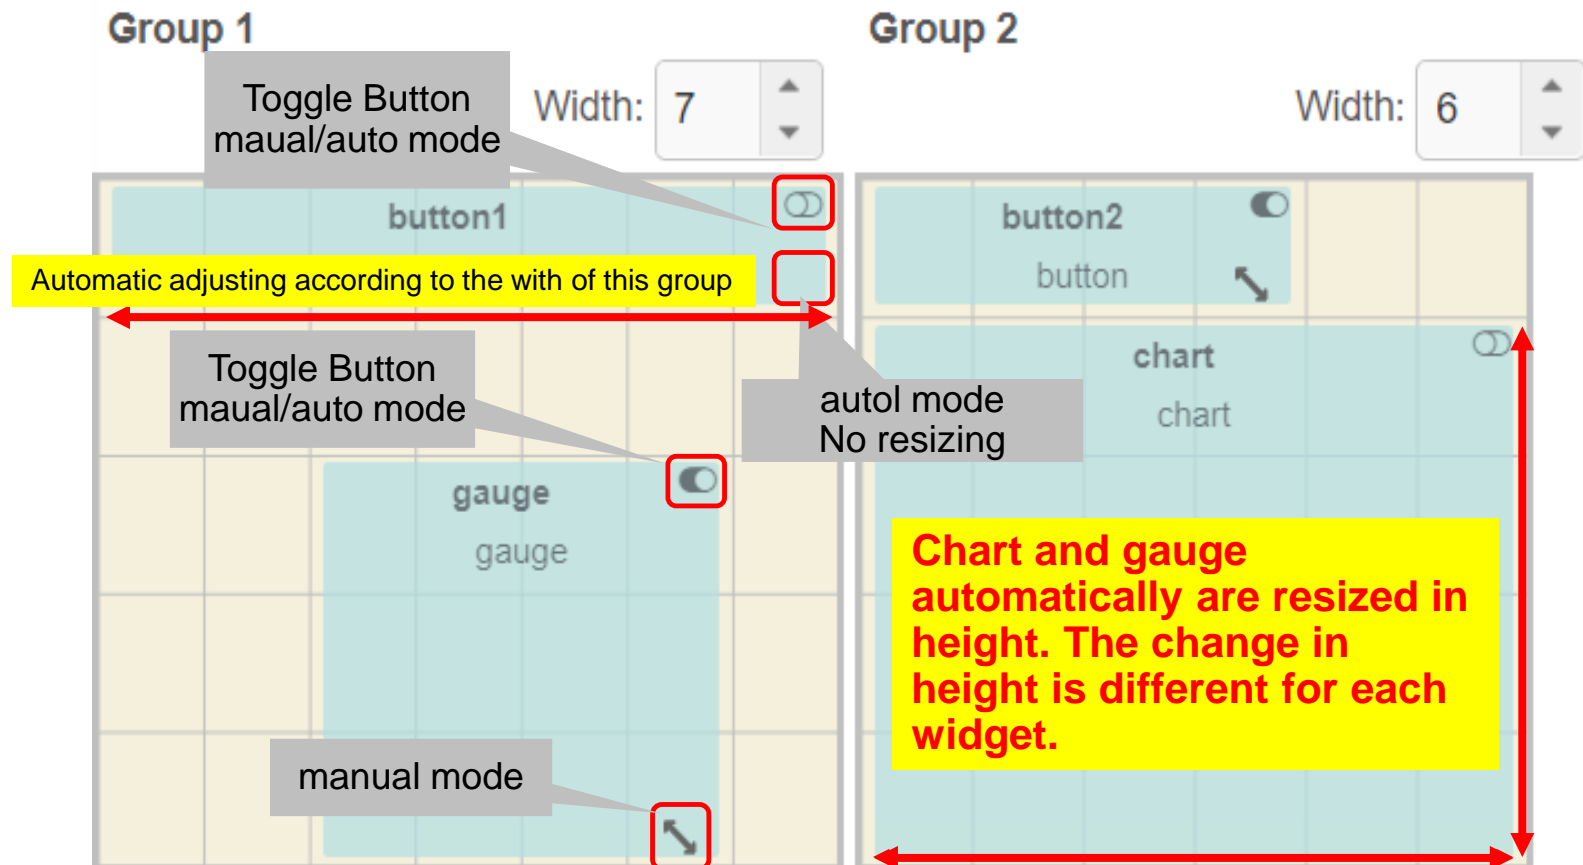 Group 1
Group 2
Toggle Button
maual/auto mode
Width: 7
Width: 6
button1
button2
button
Automatic adjusting according to the with of this group
Toggle Button
maual/auto mode
autol mode
No resizing
chart
chart
gauge
gauge
Chart and gauge
automatically are resized in
height. The change in
height is different for each
widget.
manual mode